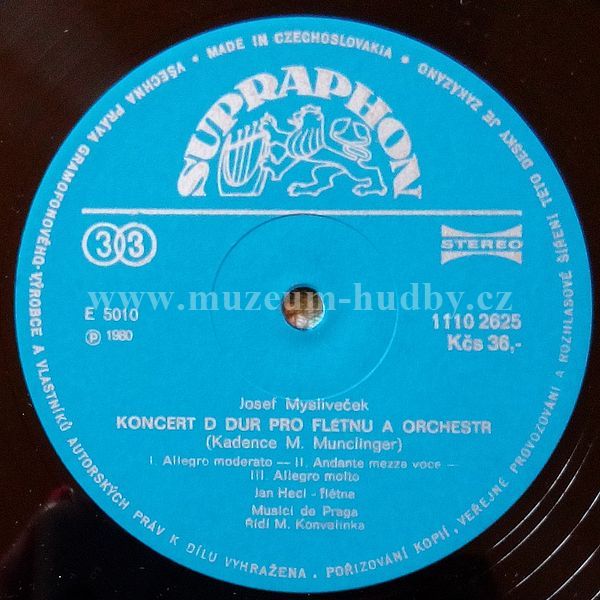 VŠECHNA PRÁVA GRAMOFONOVÉHO VÝROBCE A VLASTNÍKŮ AUTORSKÝCH PRÁV K DÍLU VYHRAŽENA . POŘIZOVÁNÍ KOPIÍ, VEŘEJNÉ PROVOZOVÁNÍ A ROZHLASOVÉ ŠÍŘENÍ TÉTO DESKY JE ZAKÁZÁNO
• MADE IN CZECHOSLOVAKIA •
SUPRAPHON
33
STEREO
www.muzeum-hudby.cz
E 5010
1110 2625
℗ 1980
Kčs 36,-
Josef Mysliveček
KONCERT D DUR PRO FLÉTNU A ORCHESTR
(Kadence M. Munclinger)
I. Allegro moderato — II. Andante mezza voce —
III. Allegro molto
Jan Hecl - flétna
Musici de Praga
Řídí M. Konvalinka